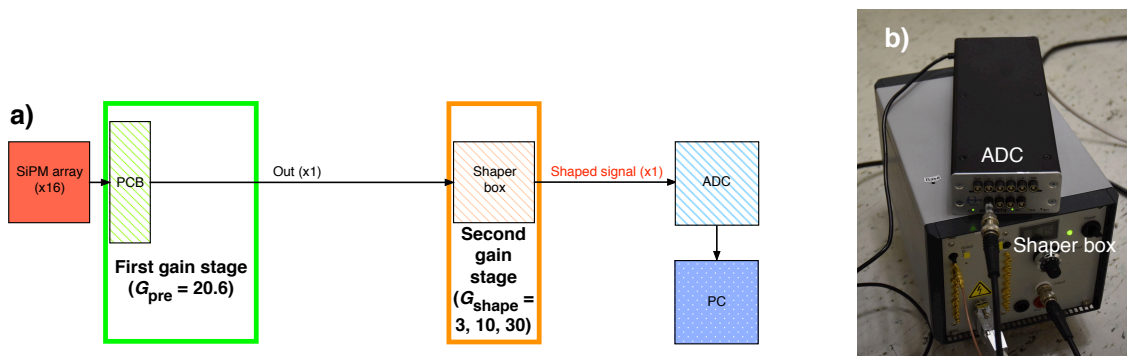 a)
SiPM array
(x16)
PCB
Out (x1)
Shaper
box
Shaped signal (x1)
ADC
First gain stage
(Gpre = 20.6)
Second
gain
stage
(Gshape =
3, 10, 30)
PC
b)
ADC
Shaper box